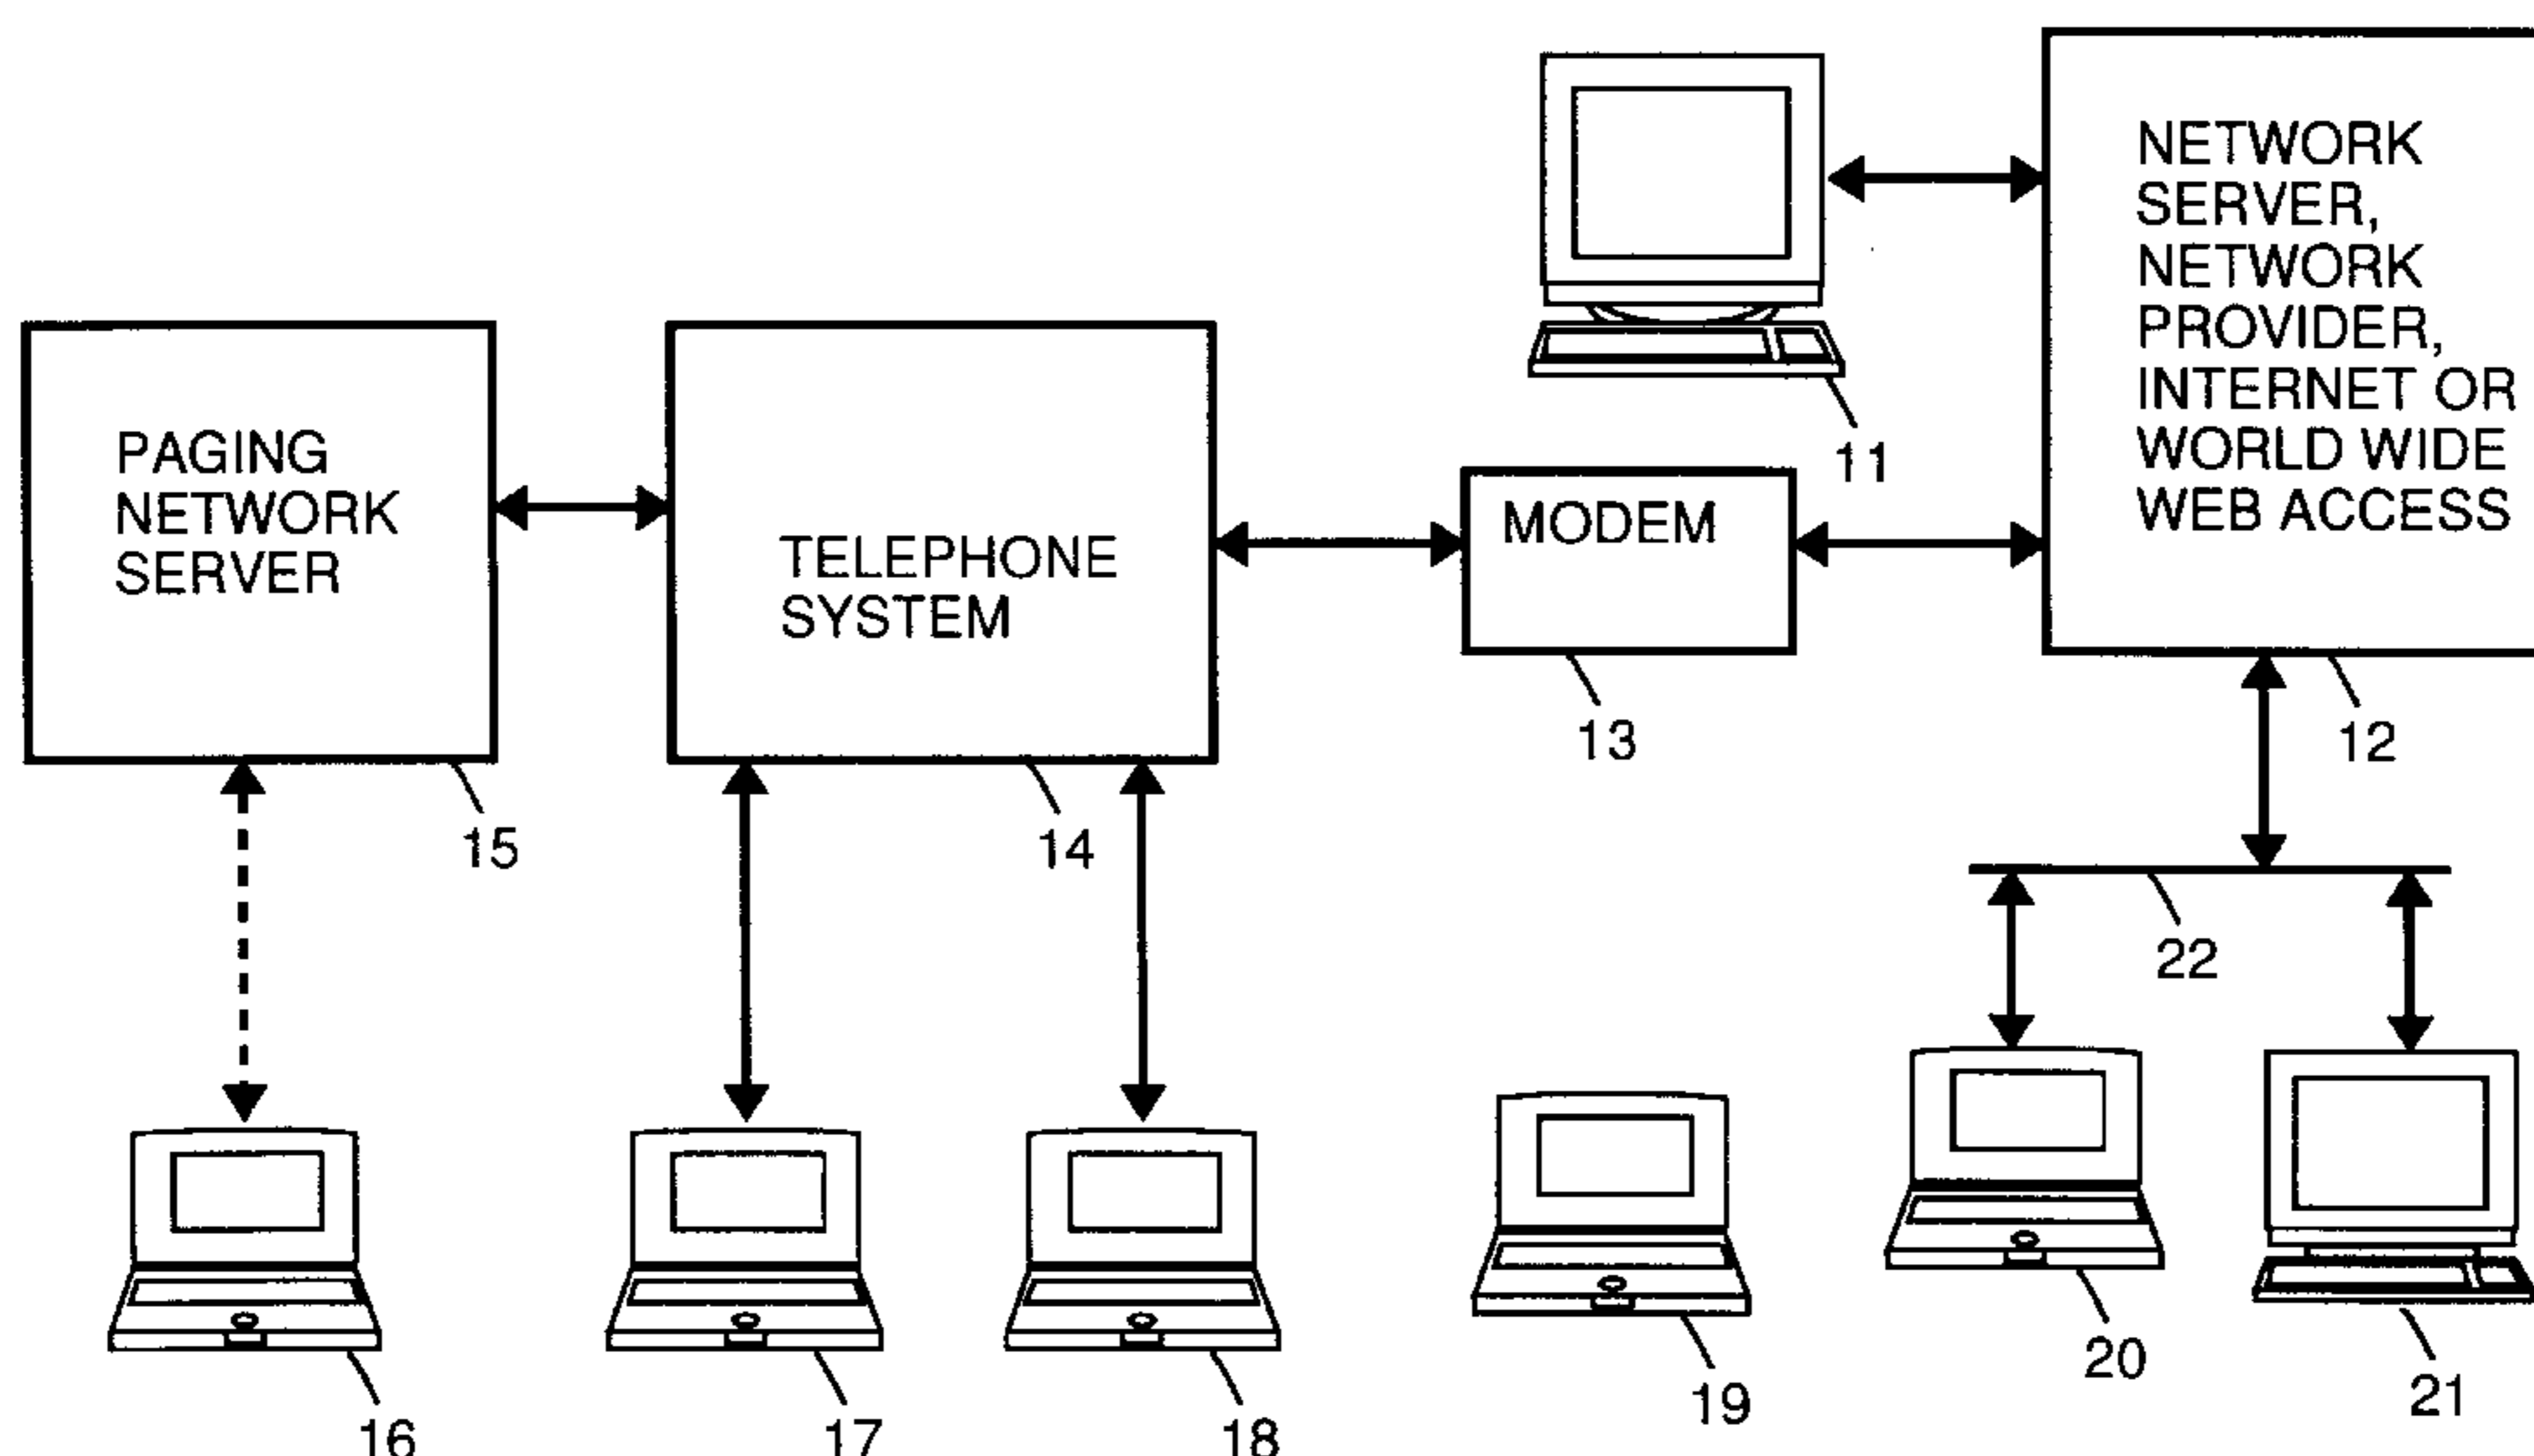 NETWORK
SERVER,
NETWORK
PROVIDER,
INTERNET OR
WORLD WIDE
WEB ACCESS
11
PAGING
NETWORK
SERVER
TELEPHONE
SYSTEM
MODEM
13
12
15
14
22
16
17
18
19
20
21